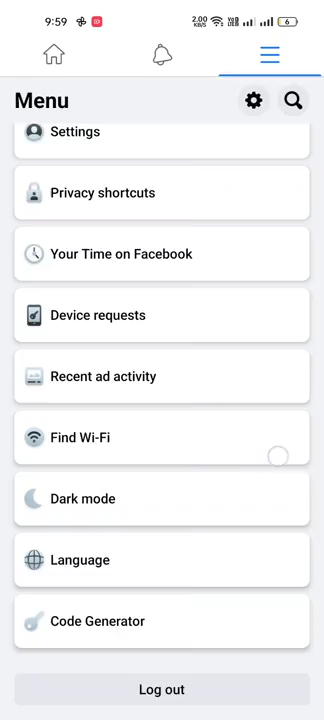 9:59
2.00
KB/S
6
Menu
Settings
Privacy shortcuts
Your Time on Facebook
Device requests
Recent ad activity
Find Wi-Fi
Dark mode
Language
Code Generator
Log out